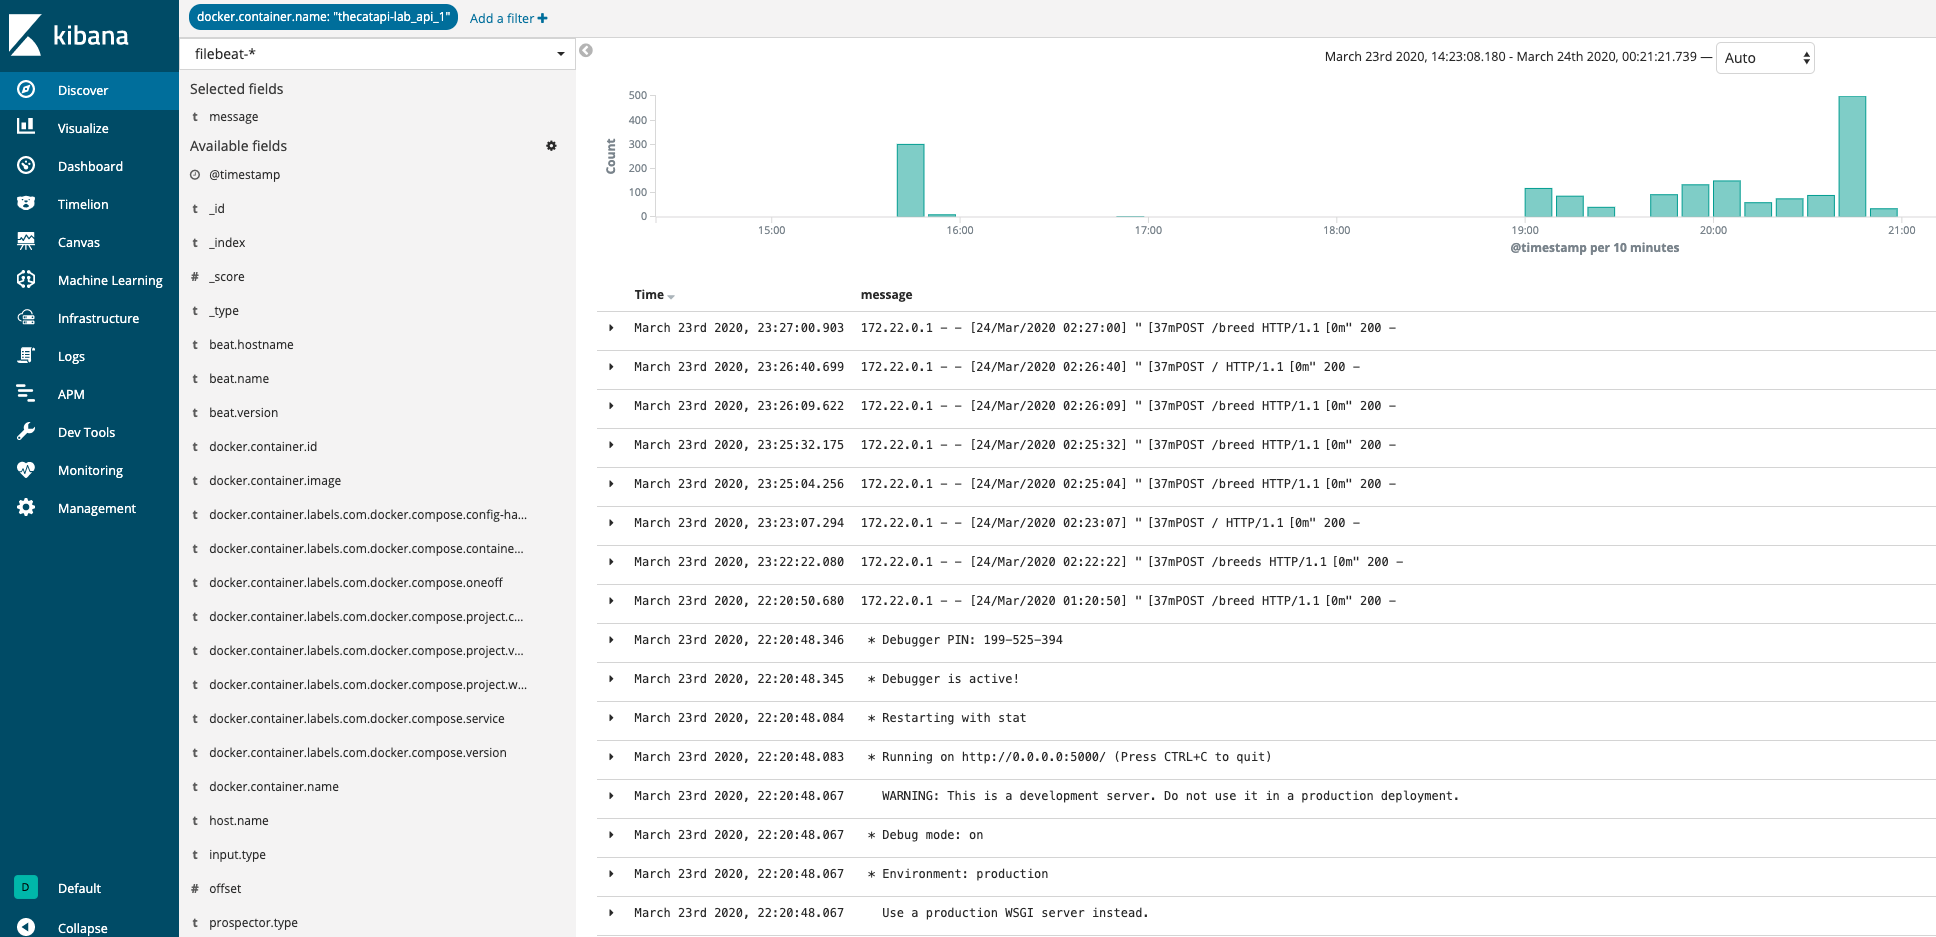 kibana
Discover
Visualize
Dashboard
Timelion
Canvas
Machine Learning
Infrastructure
Logs
APM
Dev Tools
Monitoring
Management
D Default
Collapse
docker.container.name: "thecatapi-lab_api_1" Add a filter +
filebeat-*
Selected fields
t message
Available fields
@timestamp
t _id
t _index
# _score
t _type
t beat.hostname
t beat.name
t beat.version
t docker.container.id
t docker.container.image
t docker.container.labels.com.docker.compose.config-ha...
t docker.container.labels.com.docker.compose.containe...
t docker.container.labels.com.docker.compose.oneoff
t docker.container.labels.com.docker.compose.project.c...
t docker.container.labels.com.docker.compose.project.v...
t docker.container.labels.com.docker.compose.project.w...
t docker.container.labels.com.docker.compose.service
t docker.container.labels.com.docker.compose.version
t docker.container.name
t host.name
t input.type
# offset
t prospector.type
March 23rd 2020, 14:23:08.180 - March 24th 2020, 00:21:21.739 — Auto
Count
500
400
300
200
100
0
15:00 16:00 17:00 18:00 19:00 20:00 21:00
@timestamp per 10 minutes
Time message
March 23rd 2020, 23:27:00.903 172.22.0.1 - - [24/Mar/2020 02:27:00] " [37mPOST /breed HTTP/1.1 [0m" 200 -
March 23rd 2020, 23:26:40.699 172.22.0.1 - - [24/Mar/2020 02:26:40] " [37mPOST / HTTP/1.1 [0m" 200 -
March 23rd 2020, 23:26:09.622 172.22.0.1 - - [24/Mar/2020 02:26:09] " [37mPOST /breed HTTP/1.1 [0m" 200 -
March 23rd 2020, 23:25:32.175 172.22.0.1 - - [24/Mar/2020 02:25:32] " [37mPOST /breed HTTP/1.1 [0m" 200 -
March 23rd 2020, 23:25:04.256 172.22.0.1 - - [24/Mar/2020 02:25:04] " [37mPOST /breed HTTP/1.1 [0m" 200 -
March 23rd 2020, 23:23:07.294 172.22.0.1 - - [24/Mar/2020 02:23:07] " [37mPOST / HTTP/1.1 [0m" 200 -
March 23rd 2020, 23:22:22.080 172.22.0.1 - - [24/Mar/2020 02:22:22] " [37mPOST /breeds HTTP/1.1 [0m" 200 -
March 23rd 2020, 22:20:50.680 172.22.0.1 - - [24/Mar/2020 01:20:50] " [37mPOST /breed HTTP/1.1 [0m" 200 -
March 23rd 2020, 22:20:48.346 * Debugger PIN: 199-525-394
March 23rd 2020, 22:20:48.345 * Debugger is active!
March 23rd 2020, 22:20:48.084 * Restarting with stat
March 23rd 2020, 22:20:48.083 * Running on http://0.0.0.0:5000/ (Press CTRL+C to quit)
March 23rd 2020, 22:20:48.067 WARNING: This is a development server. Do not use it in a production deployment.
March 23rd 2020, 22:20:48.067 * Debug mode: on
March 23rd 2020, 22:20:48.067 * Environment: production
March 23rd 2020, 22:20:48.067 Use a production WSGI server instead.